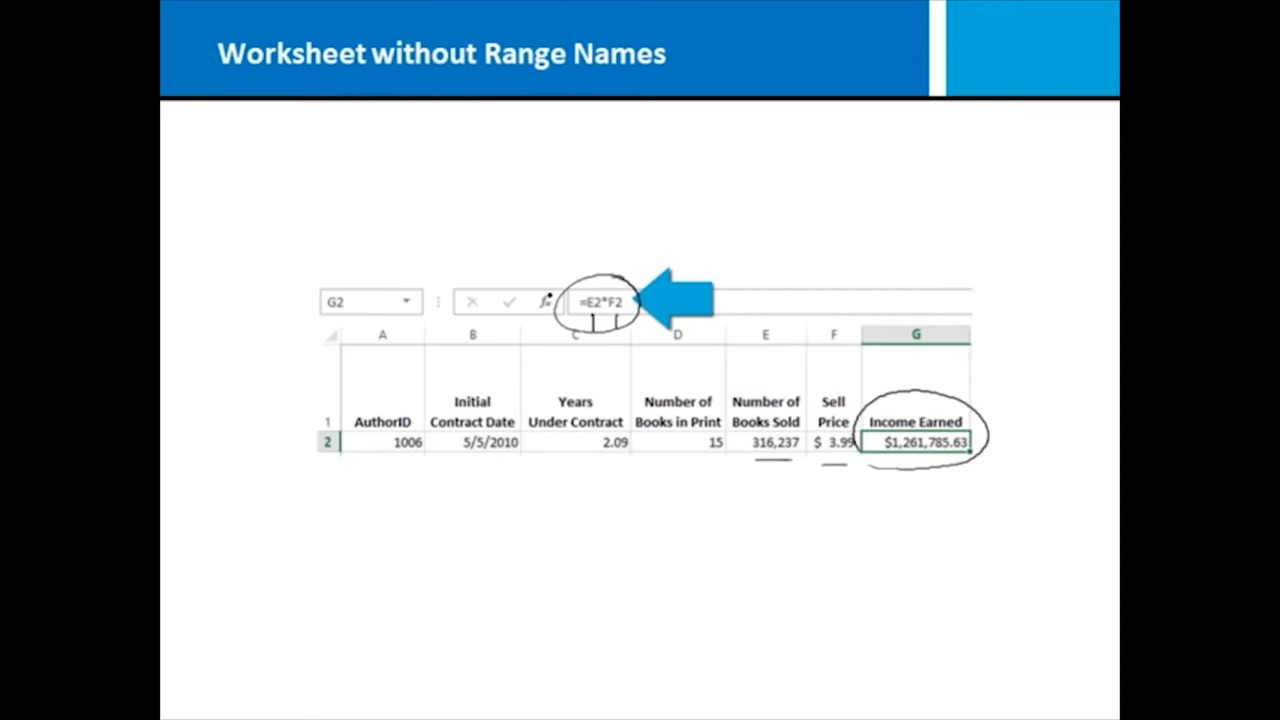 Worksheet without Range Names
G2 fx =E2*F2
A B C D E F G
Initial Years Number of Number of Sell
1 AuthorID Contract Date Under Contract Books in Print Books Sold Price Income Earned
2 1006 5/5/2010 2.09 15 316,237 $ 3.99 $1,261,785.63